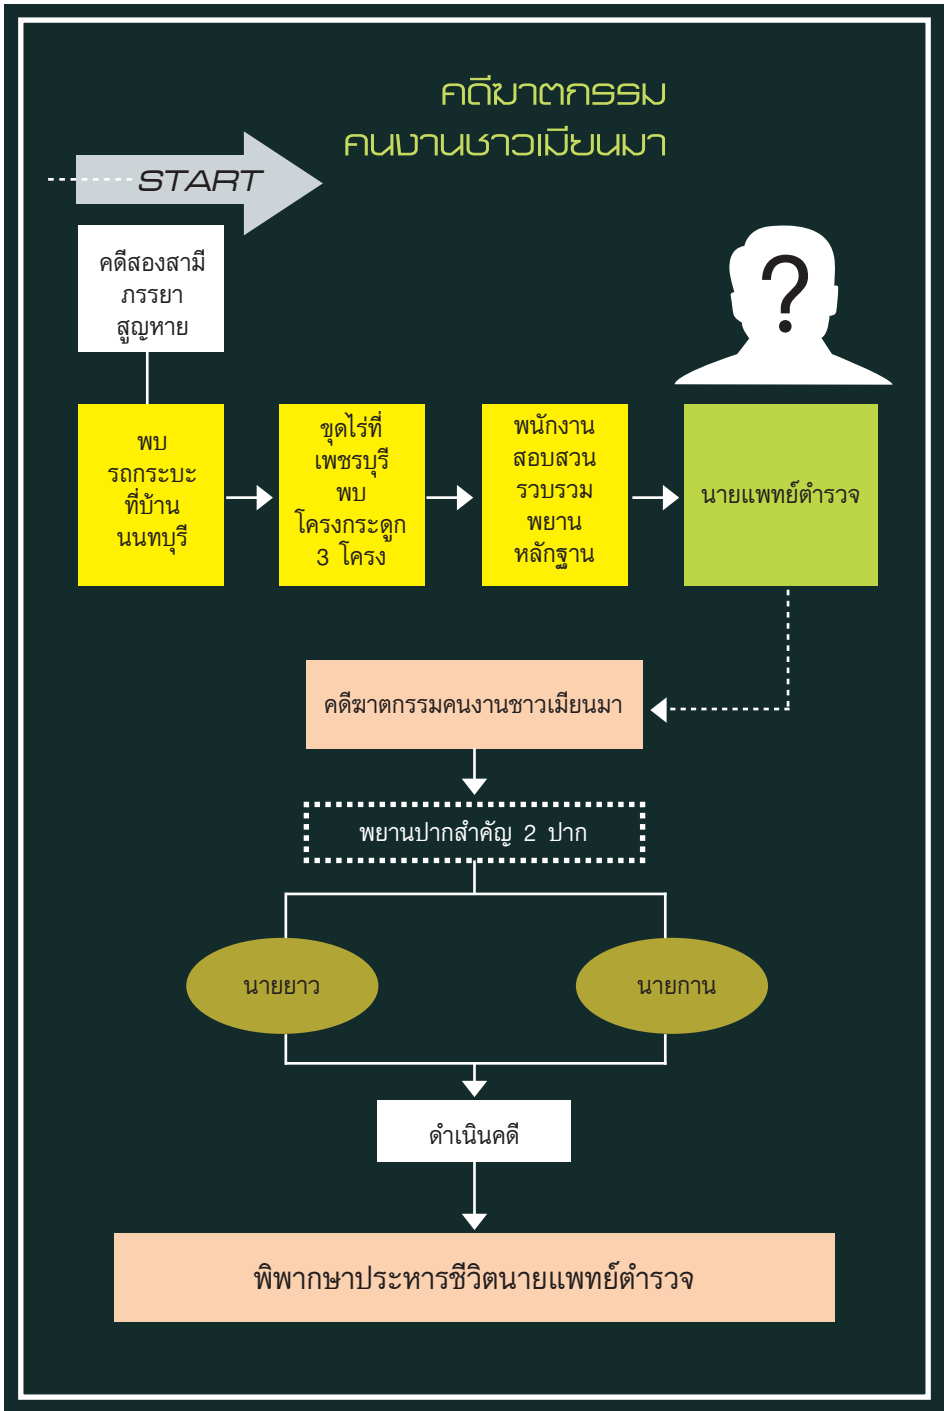 คดีฆาตกรรม
คนงานชาวเมียนมา
START
คดีสองสามี
ภรรยา
สูญหาย
?
พบ
รถกระบะ
ที่บ้าน
นนทบุรี
ขุดไร่ที่
เพชรบุรี
พบ
โครงกระดูก
3 โครง
พนักงาน
สอบสวน
รวบรวม
พยาน
หลักฐาน
นายแพทย์ตำรวจ
คดีฆาตกรรมคนงานชาวเมียนมา
พยานปากสำคัญ 2 ปาก
นายยาว
นายกาน
ดำเนินคดี
พิพากษาประหารชีวิตนายแพทย์ตำรวจ